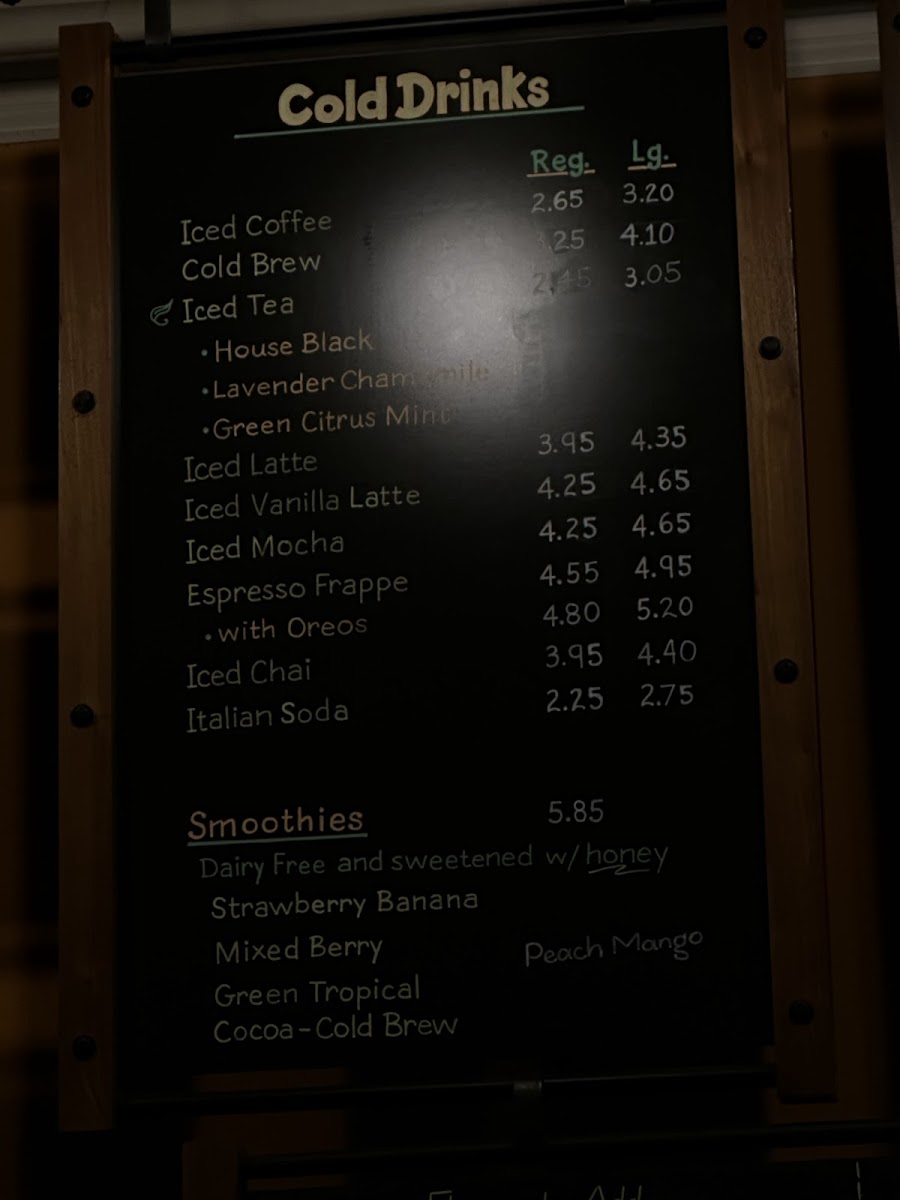 Cold Drinks
Reg. Lg.
Iced Coffee 2.65 3.20
Cold Brew 4.10
Iced Tea 2.45 3.05
• House Black
• Lavender Chamomile
• Green Citrus Mint
Iced Latte 3.95 4.35
Iced Vanilla Latte 4.25 4.65
Iced Mocha 4.25 4.65
Espresso Frappe 4.55 4.95
• with Oreos 4.80 5.20
Iced Chai 3.95 4.40
Italian Soda 2.25 2.75
Smoothies 5.85
Dairy Free and sweetened w/ honey
Strawberry Banana
Mixed Berry Peach Mango
Green Tropical
Cocoa-Cold Brew